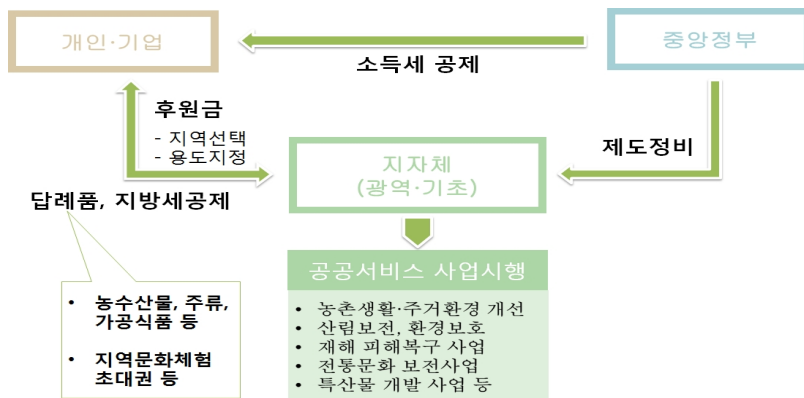 개인·기업
중앙정부
소득세 공제
후원금
- 지역선택
- 용도지정
제도정비
지자체
(광역·기초)
답례품, 지방세공제
• 농수산물, 주류,
가공식품 등
• 지역문화체험
초대권 등
공공서비스 사업시행
• 농촌생활·주거환경 개선
• 산림보전, 환경보호
• 재해 피해복구 사업
• 전통문화 보전사업
• 특산물 개발 사업 등